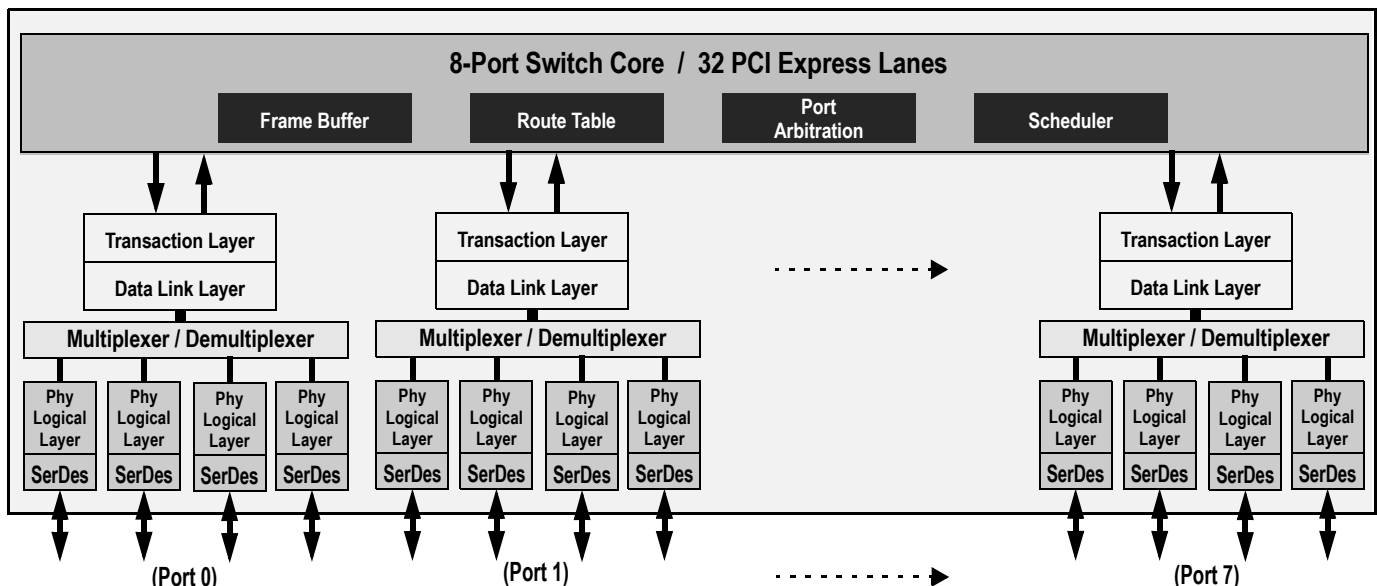 8-Port Switch Core / 32 PCI Express Lanes
Frame Buffer
Route Table
Port
Arbitration
Scheduler
Transaction Layer
Data Link Layer
Multiplexer / Demultiplexer
Phy
Logical
Layer
SerDes
Phy
Logical
Layer
SerDes
Phy
Logical
Layer
SerDes
Phy
Logical
Layer
SerDes
(Port 0)
Transaction Layer
Data Link Layer
Multiplexer / Demultiplexer
Phy
Logical
Layer
SerDes
Phy
Logical
Layer
SerDes
Phy
Logical
Layer
SerDes
Phy
Logical
Layer
SerDes
(Port 1)
Transaction Layer
Data Link Layer
Multiplexer / Demultiplexer
Phy
Logical
Layer
SerDes
Phy
Logical
Layer
SerDes
Phy
Logical
Layer
SerDes
Phy
Logical
Layer
SerDes
(Port 7)